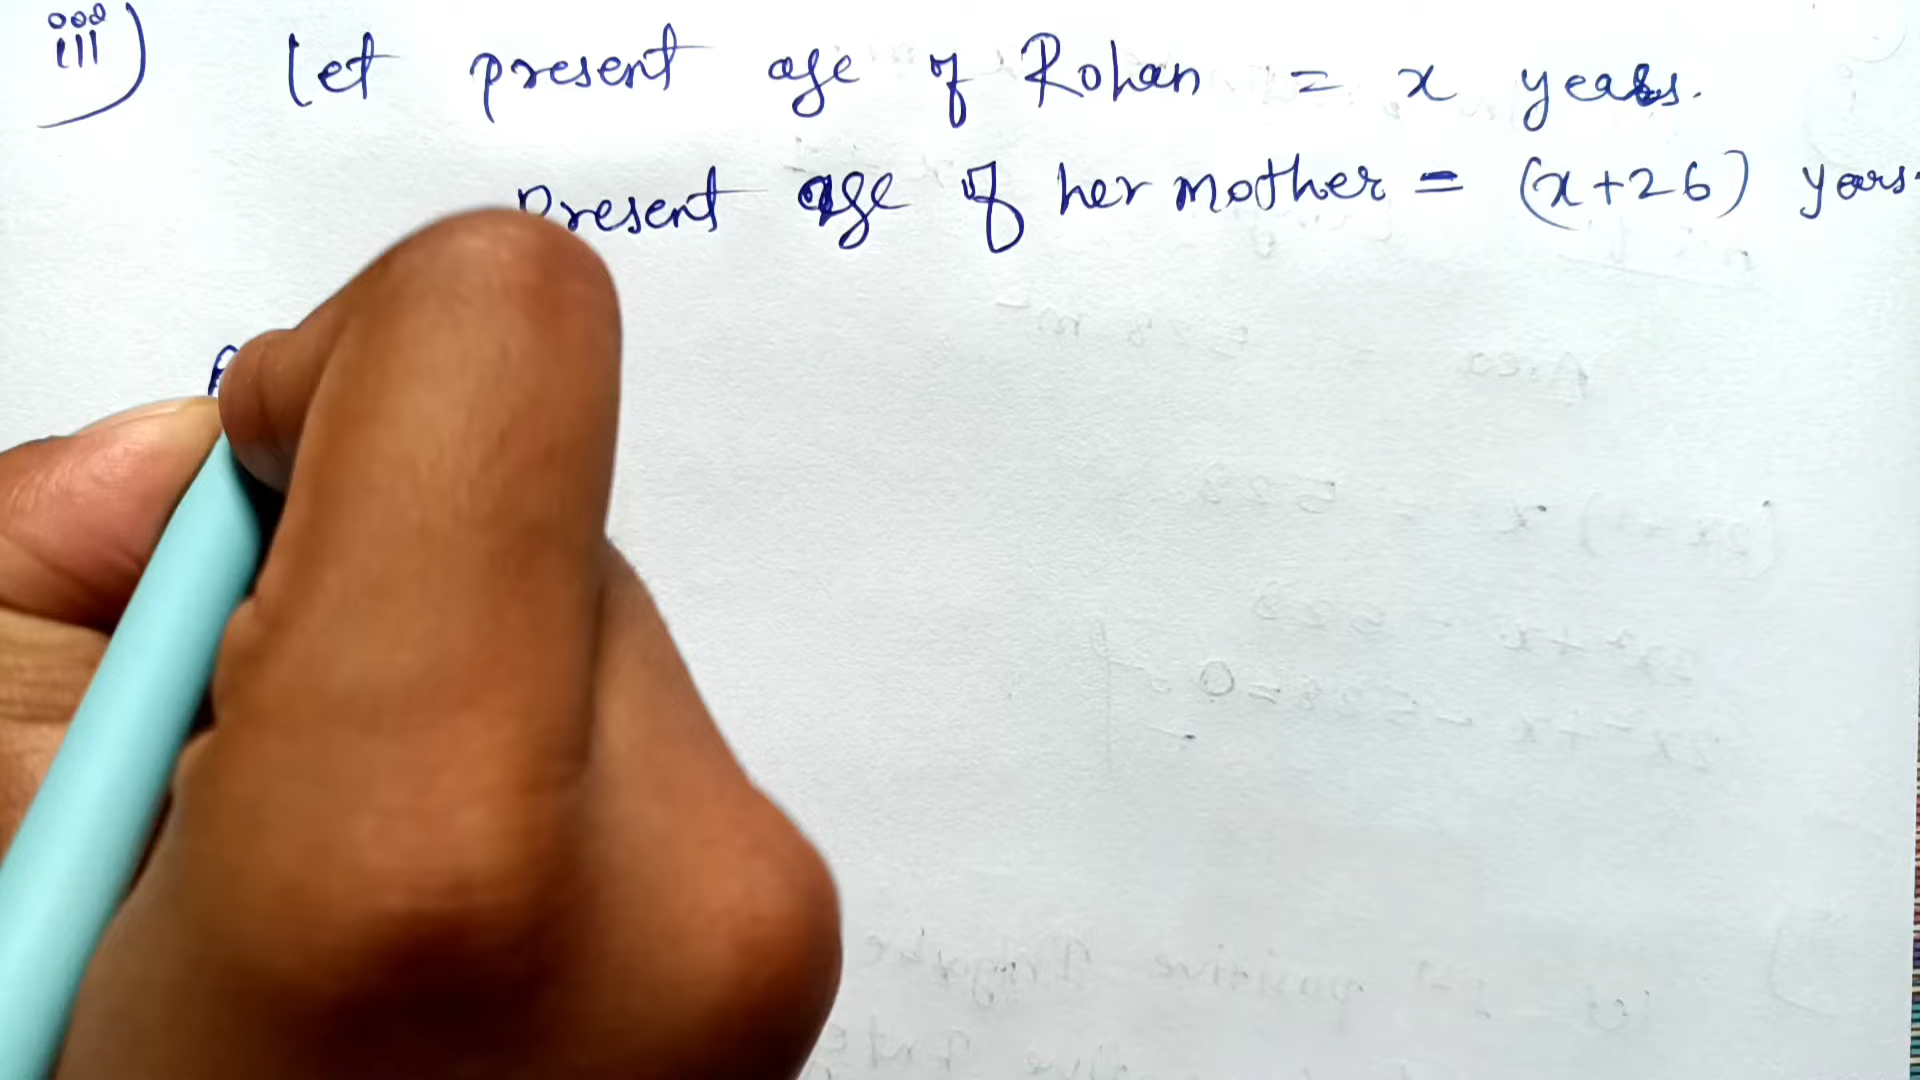 iii) Let present age of Rohan = x years.
Present age of her mother = (x+26) years.